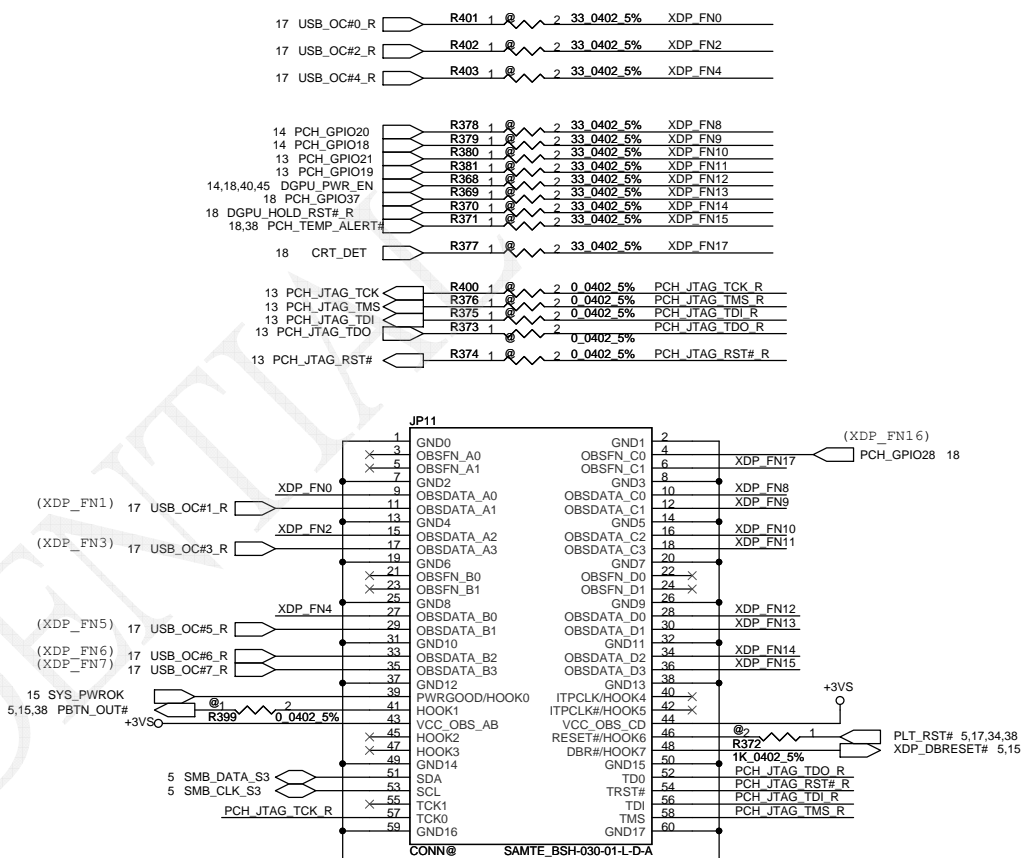 17 USB_OC#0_R R401 1 @ 2 33_0402_5% XDP_FN0
17 USB_OC#2_R R402 1 @ 2 33_0402_5% XDP_FN2
17 USB_OC#4_R R403 1 @ 2 33_0402_5% XDP_FN4
14 PCH_GPIO20 R378 1 @ 2 33_0402_5% XDP_FN8
14 PCH_GPIO18 R379 1 @ 2 33_0402_5% XDP_FN9
13 PCH_GPIO21 R380 1 @ 2 33_0402_5% XDP_FN10
13 PCH_GPIO19 R381 1 @ 2 33_0402_5% XDP_FN11
14,18,40,45 DGPU_PWR_EN R368 1 @ 2 33_0402_5% XDP_FN12
18 PCH_GPIO37 R369 1 @ 2 33_0402_5% XDP_FN13
18 DGPU_HOLD_RST#_R R370 1 @ 2 33_0402_5% XDP_FN14
18,38 PCH_TEMP_ALERT# R371 1 @ 2 33_0402_5% XDP_FN15
18 CRT_DET R377 1 @ 2 33_0402_5% XDP_FN17
13 PCH_JTAG_TCK R400 1 @ 2 0_0402_5% PCH_JTAG_TCK_R
13 PCH_JTAG_TMS R376 1 @ 2 0_0402_5% PCH_JTAG_TMS_R
13 PCH_JTAG_TDI R375 1 @ 2 0_0402_5% PCH_JTAG_TDI_R
13 PCH_JTAG_TDO R373 1 @ 2 0_0402_5% PCH_JTAG_TDO_R
13 PCH_JTAG_RST# R374 1 @ 2 0_0402_5% PCH_JTAG_RST#_R
JP11
1 GND0 GND1 2
3 OBSFN_A0 OBSFN_C0 4 (XDP_FN16) PCH_GPIO28 18
5 OBSFN_A1 OBSFN_C1 6 XDP_FN17
7 GND2 GND3 8
XDP_FN0 9 OBSDATA_A0 OBSDATA_C0 10 XDP_FN8
(XDP_FN1) 17 USB_OC#1_R 11 OBSDATA_A1 OBSDATA_C1 12 XDP_FN9
13 GND4 GND5 14
XDP_FN2 15 OBSDATA_A2 OBSDATA_C2 16 XDP_FN10
(XDP_FN3) 17 USB_OC#3_R 17 OBSDATA_A3 OBSDATA_C3 18 XDP_FN11
19 GND6 GND7 20
21 OBSFN_B0 OBSFN_D0 22
23 OBSFN_B1 OBSFN_D1 24
25 GND8 GND9 26
XDP_FN4 27 OBSDATA_B0 OBSDATA_D0 28 XDP_FN12
(XDP_FN5) 17 USB_OC#5_R 29 OBSDATA_B1 OBSDATA_D1 30 XDP_FN13
31 GND10 GND11 32
(XDP_FN6) 17 USB_OC#6_R 33 OBSDATA_B2 OBSDATA_D2 34 XDP_FN14
(XDP_FN7) 17 USB_OC#7_R 35 OBSDATA_B3 OBSDATA_D3 36 XDP_FN15
37 GND12 GND13 38
15 SYS_PWROK 39 PWRGOOD/HOOK0 ITPCLK/HOOK4 40
5,15,38 PBTN_OUT# @ 1 2 R399 0_0402_5% 41 HOOK1 ITPCLK#/HOOK5 42
+3VS 43 VCC_OBS_AB VCC_OBS_CD 44 +3VS
45 HOOK2 RESET#/HOOK6 46 @ 2 1 R372 1K_0402_5% PLT_RST# 5,17,34,38
47 HOOK3 DBR#/HOOK7 48 XDP_DBRESET# 5,15
49 GND14 GND15 50
5 SMB_DATA_S3 51 SDA TD0 52 PCH_JTAG_TDO_R
5 SMB_CLK_S3 53 SCL TRST# 54 PCH_JTAG_RST#_R
55 TCK1 TDI 56 PCH_JTAG_TDI_R
PCH_JTAG_TCK_R 57 TCK0 TMS 58 PCH_JTAG_TMS_R
59 GND16 GND17 60
CONN@ SAMTE_BSH-030-01-L-D-A
DENTIAL